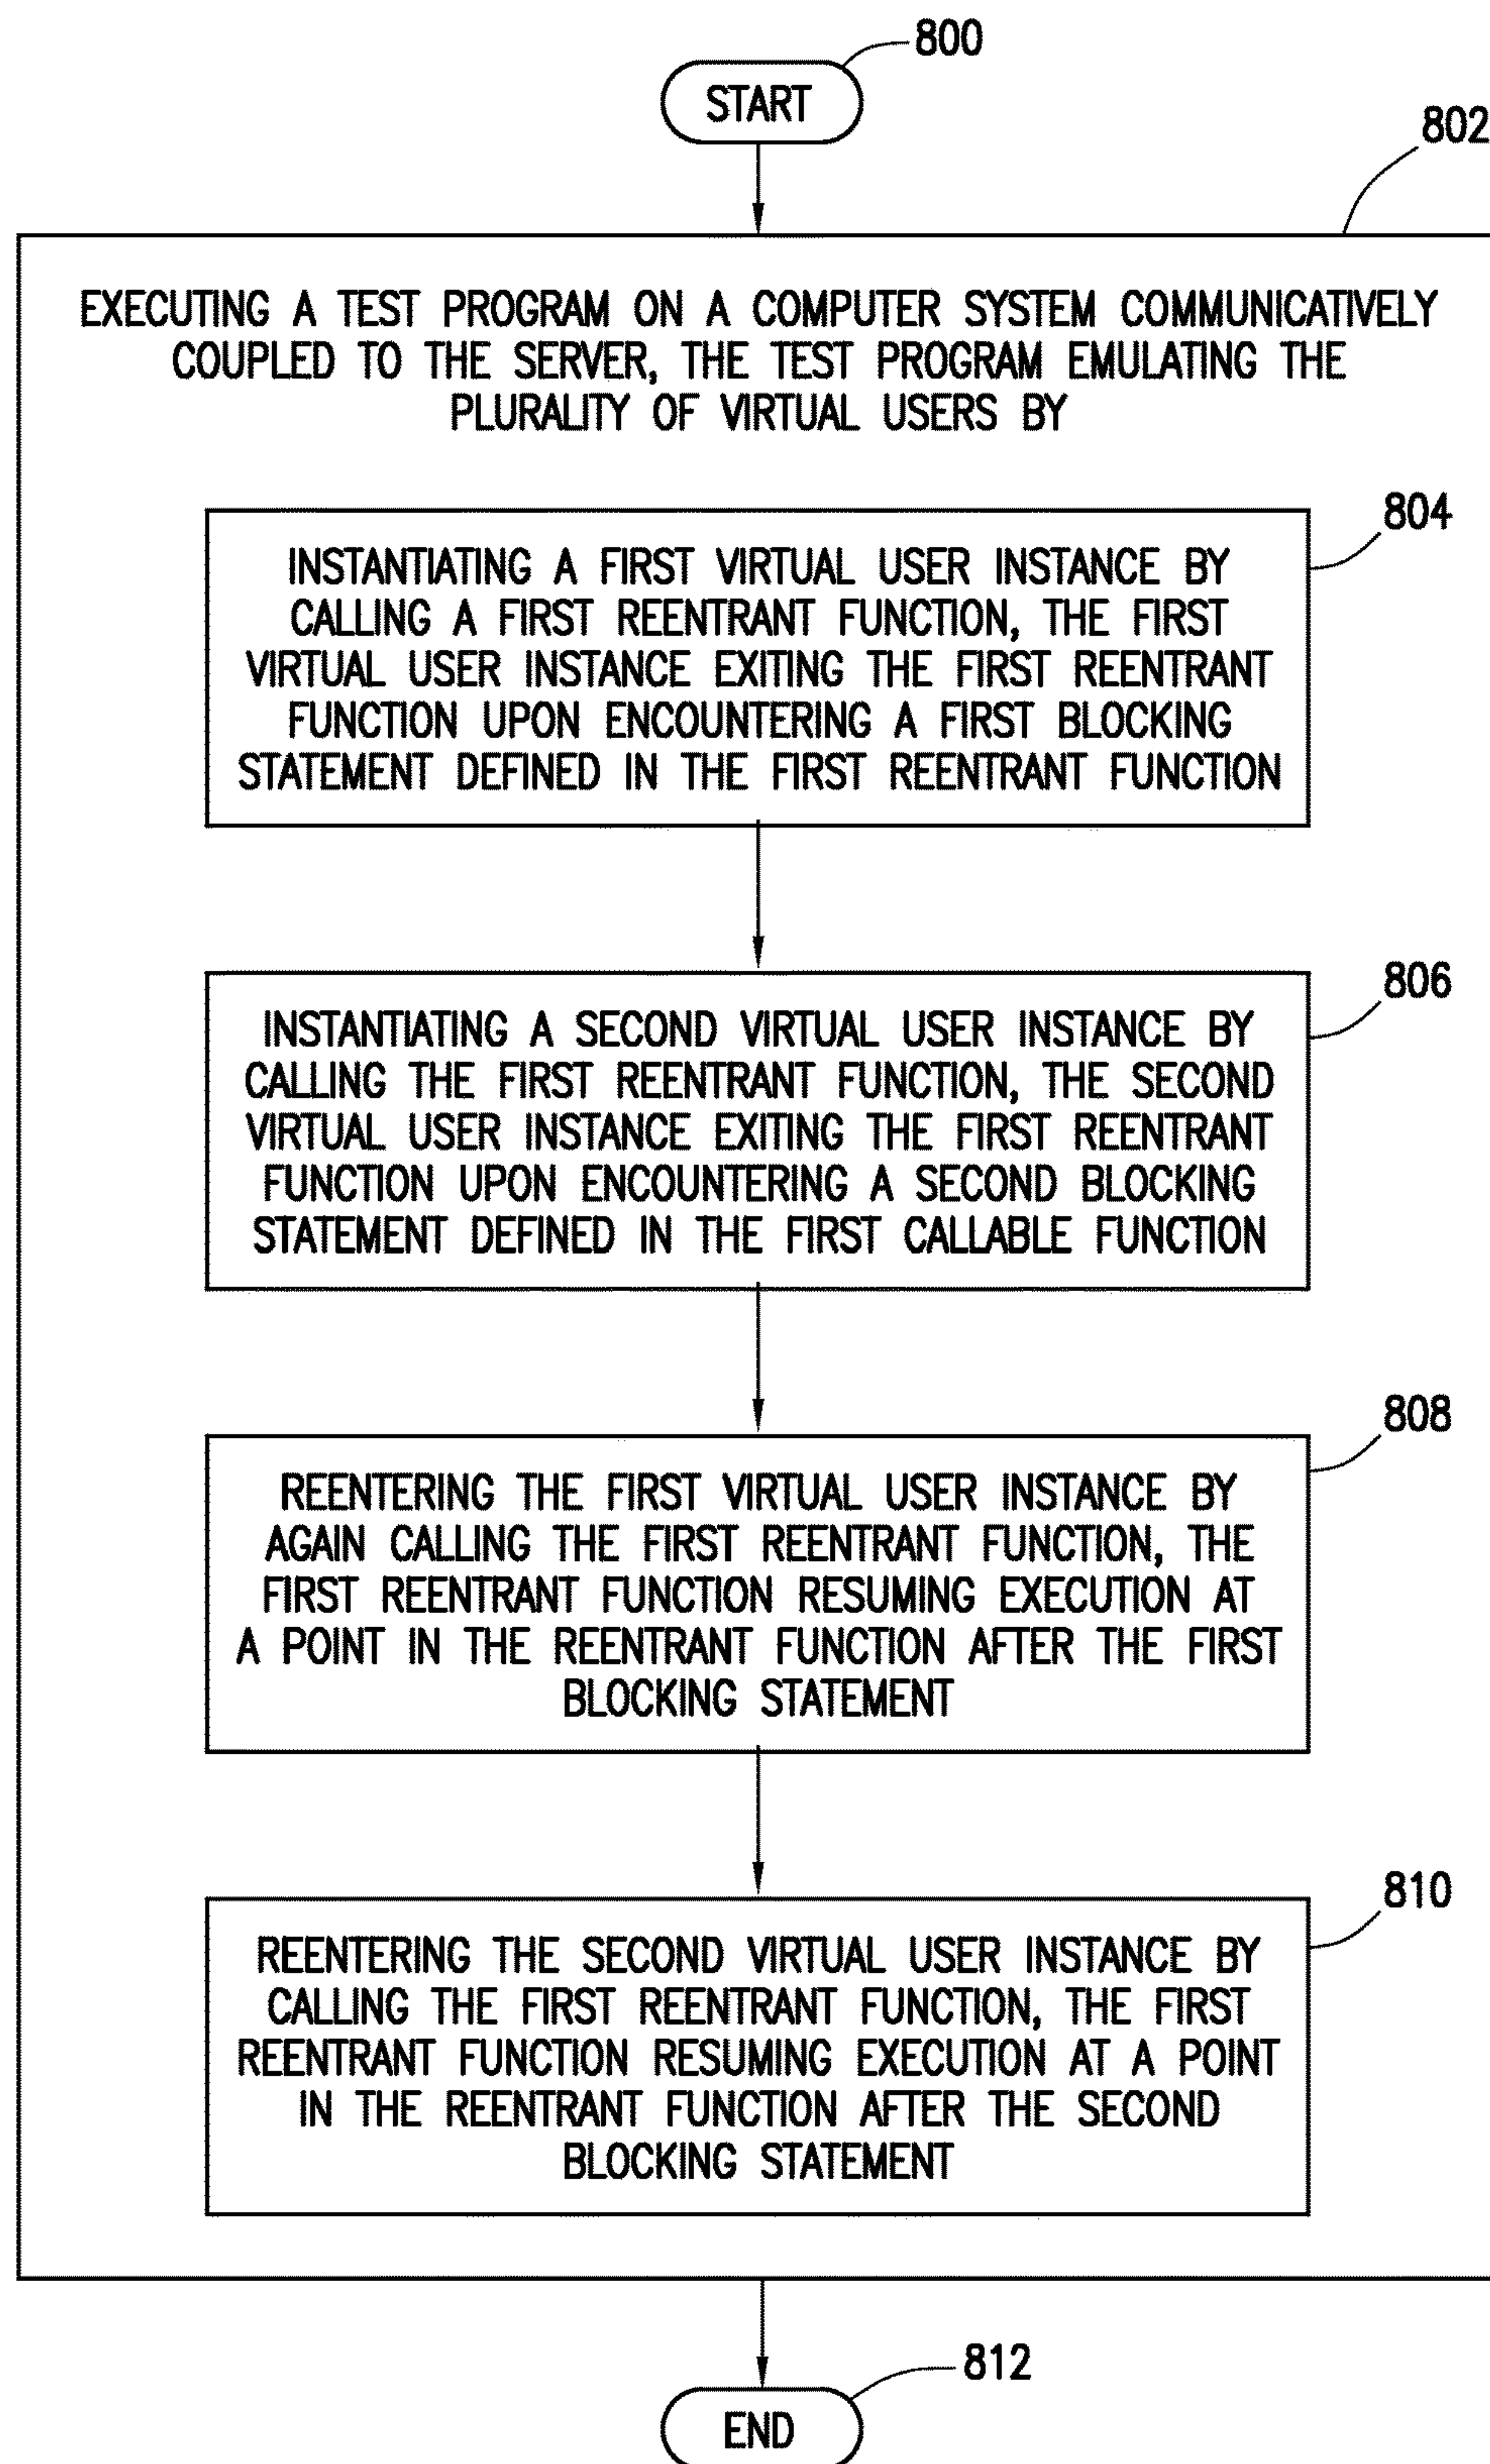 800
START
802
EXECUTING A TEST PROGRAM ON A COMPUTER SYSTEM COMMUNICATIVELY
COUPLED TO THE SERVER, THE TEST PROGRAM EMULATING THE
PLURALITY OF VIRTUAL USERS BY
804
INSTANTIATING A FIRST VIRTUAL USER INSTANCE BY
CALLING A FIRST REENTRANT FUNCTION, THE FIRST
VIRTUAL USER INSTANCE EXITING THE FIRST REENTRANT
FUNCTION UPON ENCOUNTERING A FIRST BLOCKING
STATEMENT DEFINED IN THE FIRST REENTRANT FUNCTION
806
INSTANTIATING A SECOND VIRTUAL USER INSTANCE BY
CALLING THE FIRST REENTRANT FUNCTION, THE SECOND
VIRTUAL USER INSTANCE EXITING THE FIRST REENTRANT
FUNCTION UPON ENCOUNTERING A SECOND BLOCKING
STATEMENT DEFINED IN THE FIRST CALLABLE FUNCTION
808
REENTERING THE FIRST VIRTUAL USER INSTANCE BY
AGAIN CALLING THE FIRST REENTRANT FUNCTION, THE
FIRST REENTRANT FUNCTION RESUMING EXECUTION AT
A POINT IN THE REENTRANT FUNCTION AFTER THE FIRST
BLOCKING STATEMENT
810
REENTERING THE SECOND VIRTUAL USER INSTANCE BY
CALLING THE FIRST REENTRANT FUNCTION, THE FIRST
REENTRANT FUNCTION RESUMING EXECUTION AT A POINT
IN THE REENTRANT FUNCTION AFTER THE SECOND
BLOCKING STATEMENT
812
END